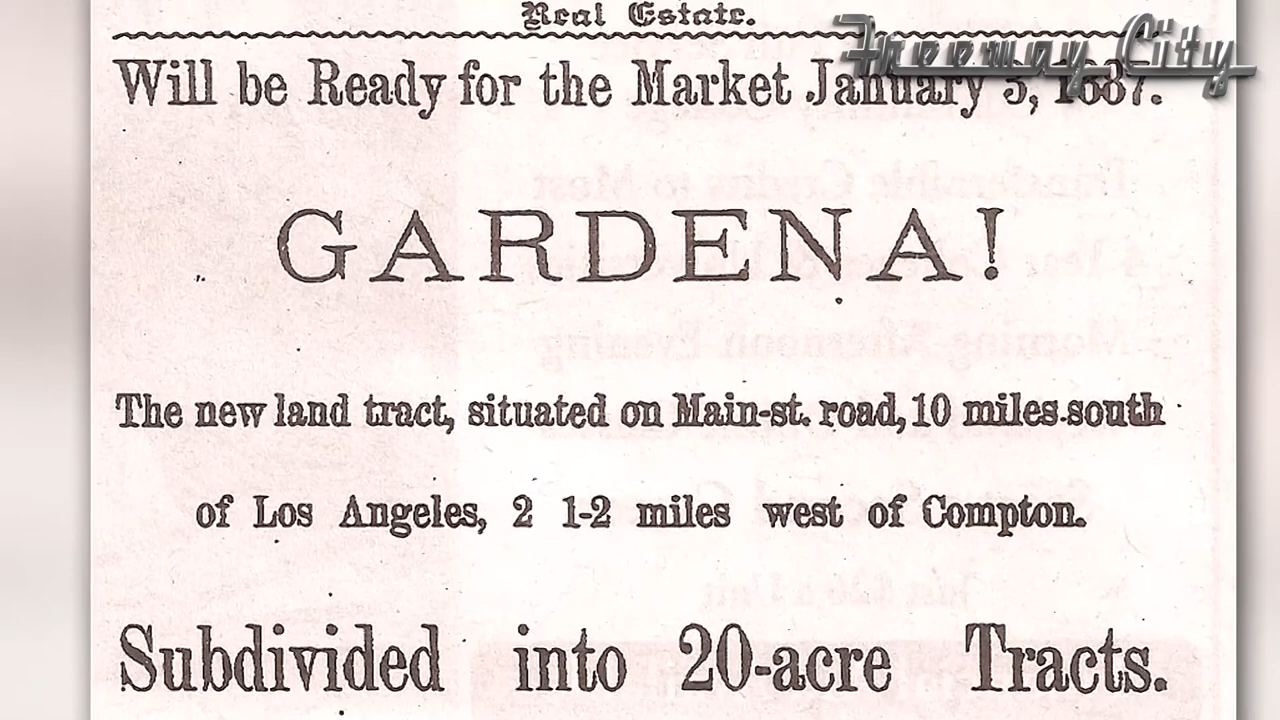 Real Estate.
Freeway City
Will be Ready for the Market January 3, 1887.
GARDENA!
The new land tract, situated on Main-st. road, 10 miles south
of Los Angeles, 2 1-2 miles west of Compton.
Subdivided into 20-acre Tracts.